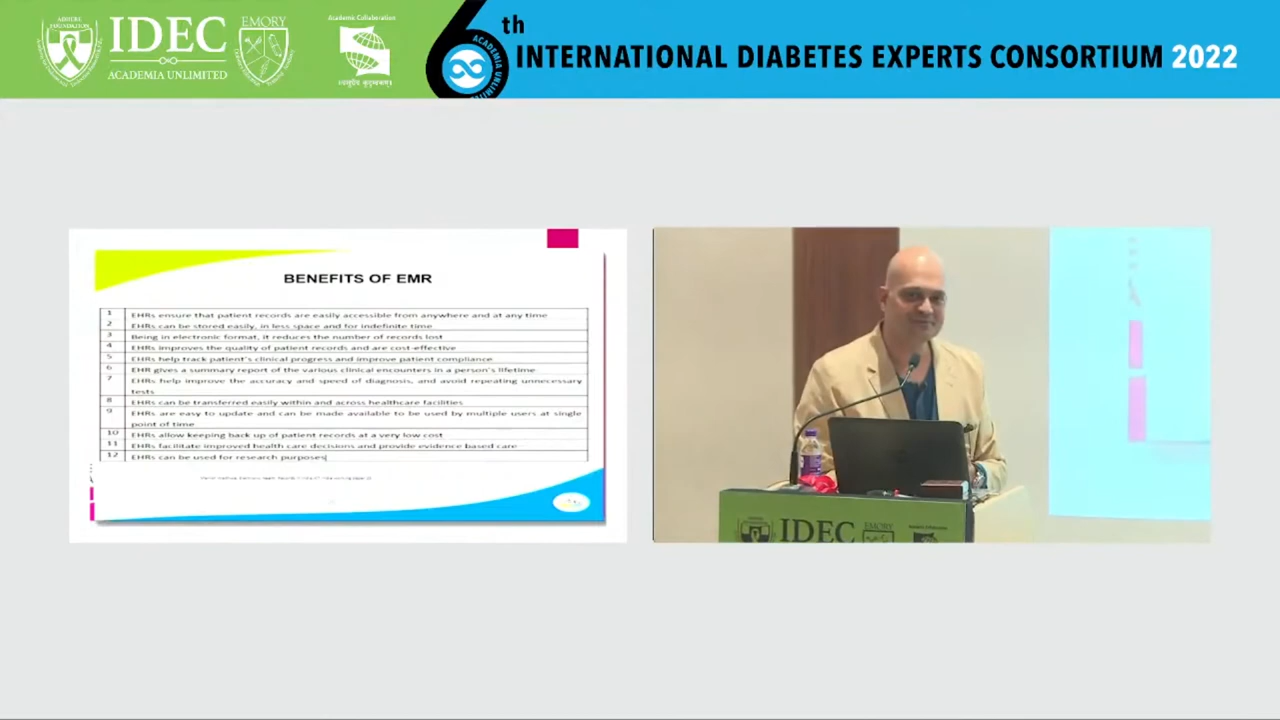 ABHERE
FOUNDATION
IDEC
ACADEMIA UNLIMITED
EMORY
Academic Collaboration
6th
INTERNATIONAL DIABETES EXPERTS CONSORTIUM 2022
ACADEMIA UNLIMITED
BENEFITS OF EMR
1 EHRs ensure that patient records are easily accessible from anywhere and at any time
2 EHRs can be stored easily, in less space and for indefinite time
3 Being in electronic format, it reduces the number of records lost
4 EHRs improves the quality of patient records and are cost-effective
5 EHRs help track patient's clinical progress and improve patient compliance
6 EHR gives a summary report of the various clinical encounters in a person's lifetime
7 EHRs help improve the accuracy and speed of diagnosis, and avoid repeating unnecessary
tests
8 EHRs can be transferred easily within and across healthcare facilities
9 EHRs are easy to update and can be made available to be used by multiple users at single
point of time
10 EHRs allow keeping back up of patient records at a very low cost
11 EHRs facilitate improved health care decisions and provide evidence based care
12 EHRs can be used for research purposes
IDEC
EMORY